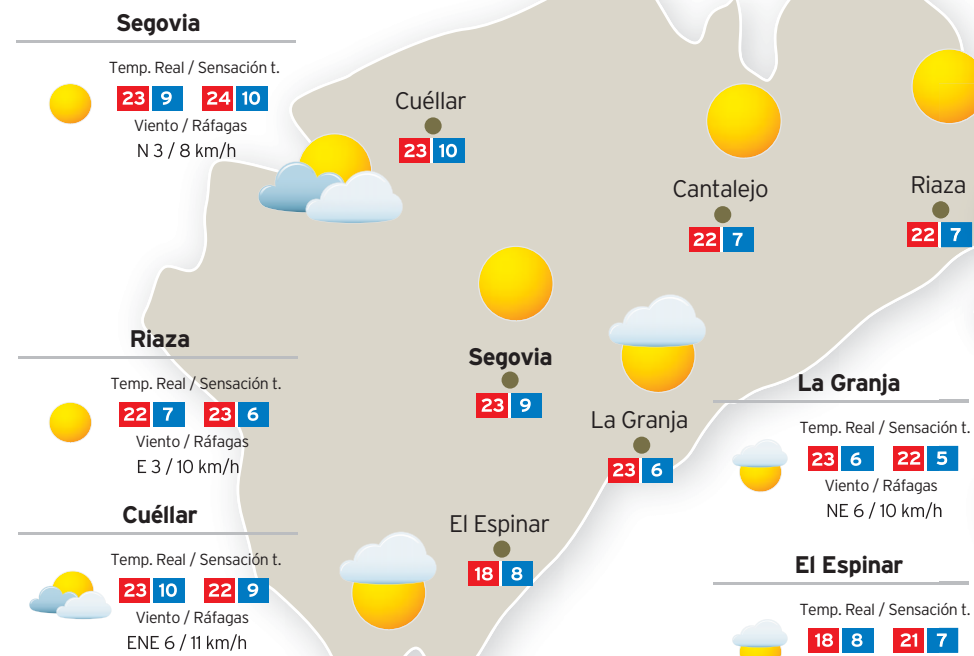 Segovia
Temp. Real / Sensación t.
23 9 24 10
Viento / Ráfagas
N 3 / 8 km/h
Cuéllar
23 10
Cantalejo
22 7
Riaza
22 7
Segovia
23 9
La Granja
23 6
El Espinar
18 8
Riaza
Temp. Real / Sensación t.
22 7 23 6
Viento / Ráfagas
E 3 / 10 km/h
Cuéllar
Temp. Real / Sensación t.
23 10 22 9
Viento / Ráfagas
ENE 6 / 11 km/h
La Granja
Temp. Real / Sensación t.
23 6 22 5
Viento / Ráfagas
NE 6 / 10 km/h
El Espinar
Temp. Real / Sensación t.
18 8 21 7